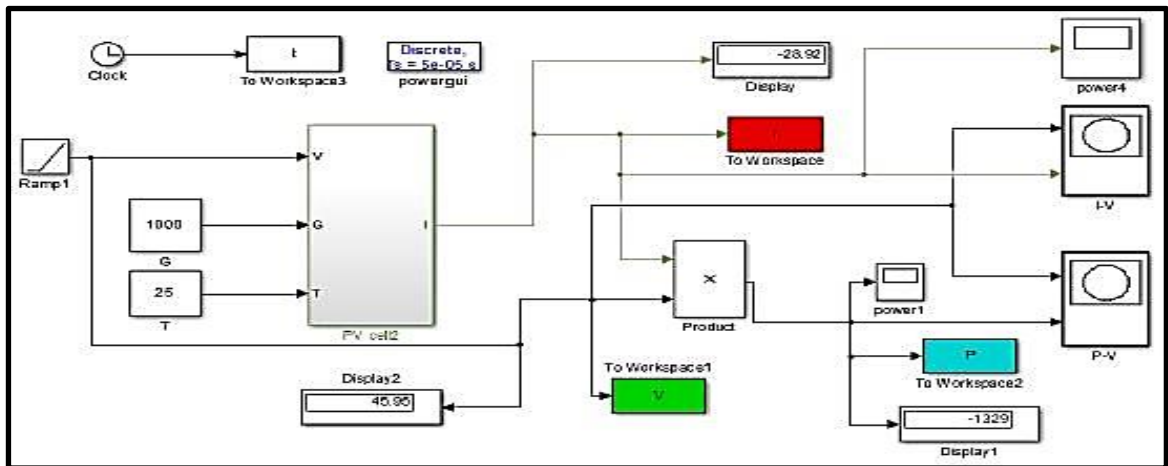 Clock
t
To Workspace3
Discrete,
Ts = 5e-05 s
powergui
-28.92
Display
power4
Ramp1
V
To Workspace
I-V
1000
G
G
I
25
T
T
PV cell2
X
Product
power1
P-V
Display2
45.95
To Workspace1
V
P
To Workspace2
-1329
Display1